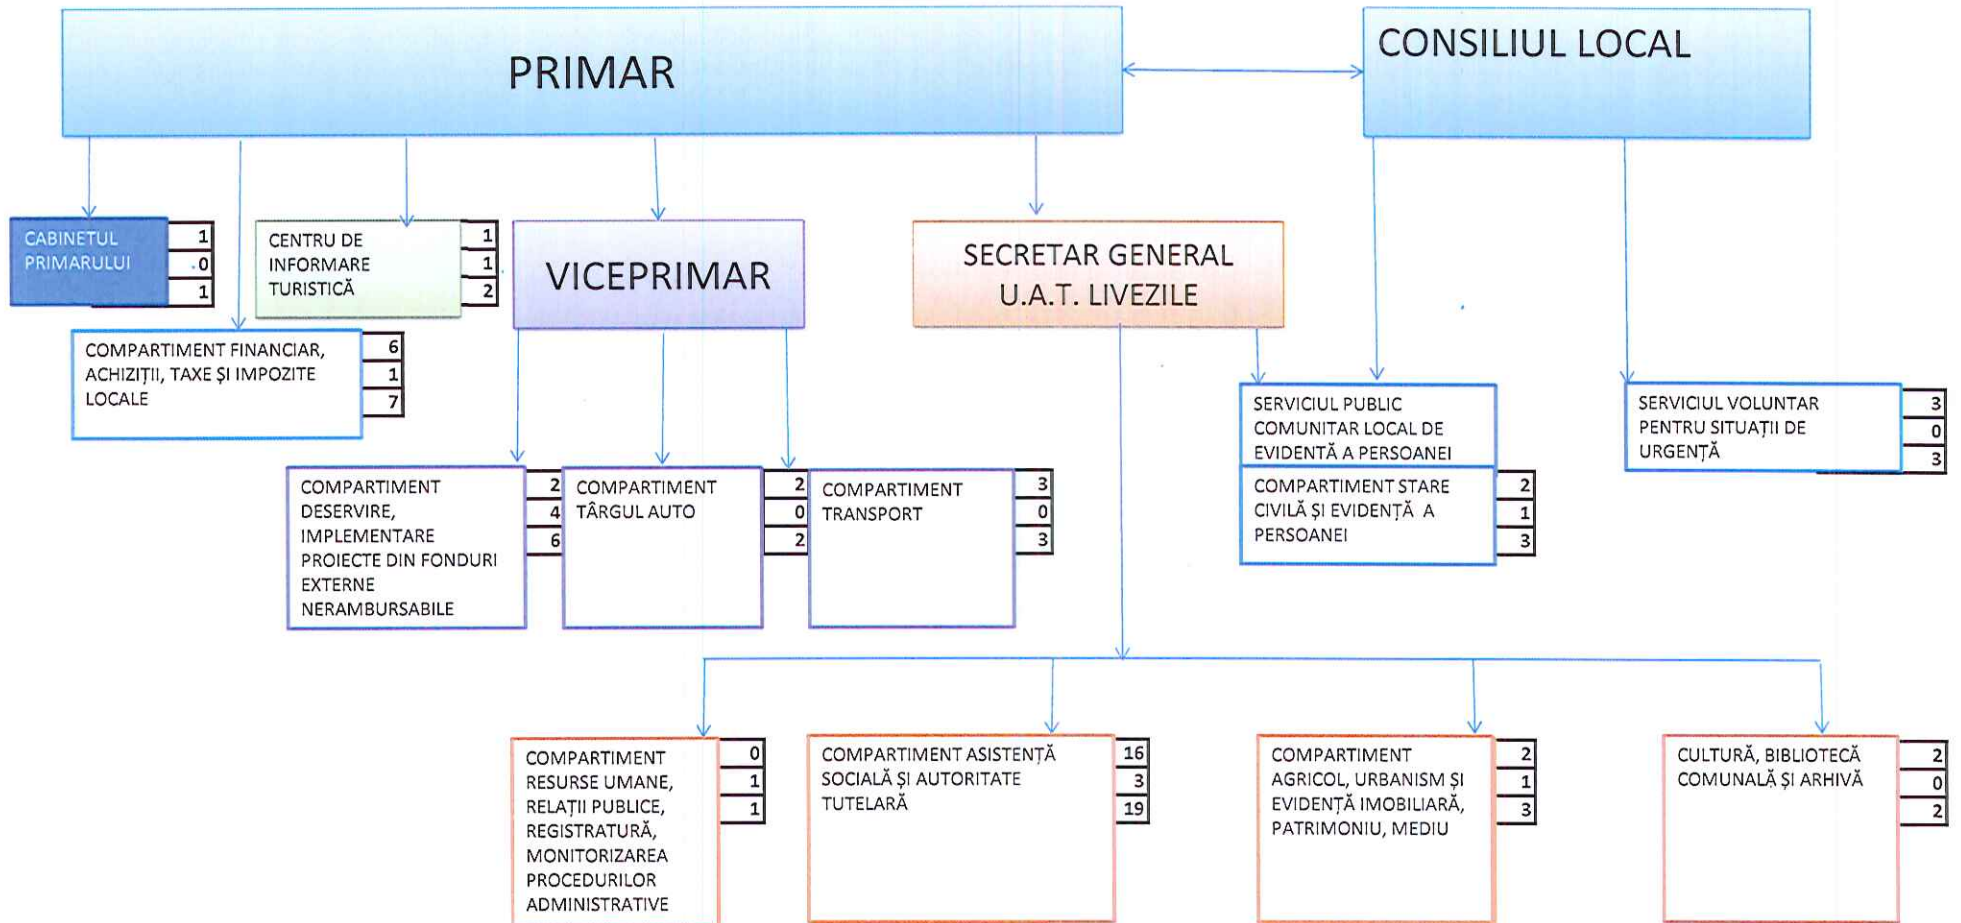 PRIMAR
CONSILIUL LOCAL
CABINETUL
PRIMARULUI
1
0
1
CENTRU DE
INFORMARE
TURISTICĂ
1
1
2
VICEPRIMAR
SECRETAR GENERAL
U.A.T. LIVEZILE
COMPARTIMENT FINANCIAR,
ACHIZIȚII, TAXE ȘI IMPOZITE
LOCALE
6
1
7
SERVICIUL PUBLIC
COMUNITAR LOCAL DE
EVIDENTĂ A PERSOANEI
COMPARTIMENT STARE
CIVILĂ ȘI EVIDENȚĂ A
PERSOANEI
2
1
3
SERVICIUL VOLUNTAR
PENTRU SITUAȚII DE
URGENȚĂ
3
0
3
COMPARTIMENT
DESERVIRE,
IMPLEMENTARE
PROIECTE DIN FONDURI
EXTERNE
NERAMBURSABILE
2
4
6
COMPARTIMENT
TÂRGUL AUTO
2
0
2
COMPARTIMENT
TRANSPORT
3
0
3
COMPARTIMENT
RESURSE UMANE,
RELAȚII PUBLICE,
REGISTRATURĂ,
MONITORIZAREA
PROCEDURILOR
ADMINISTRATIVE
0
1
1
COMPARTIMENT ASISTENȚĂ
SOCIALĂ ȘI AUTORITATE
TUTELARĂ
16
3
19
COMPARTIMENT
AGRICOL, URBANISM ȘI
EVIDENȚĂ IMOBILIARĂ,
PATRIMONIU, MEDIU
2
1
3
CULTURĂ, BIBLIOTECĂ
COMUNALĂ ȘI ARHIVĂ
2
0
2